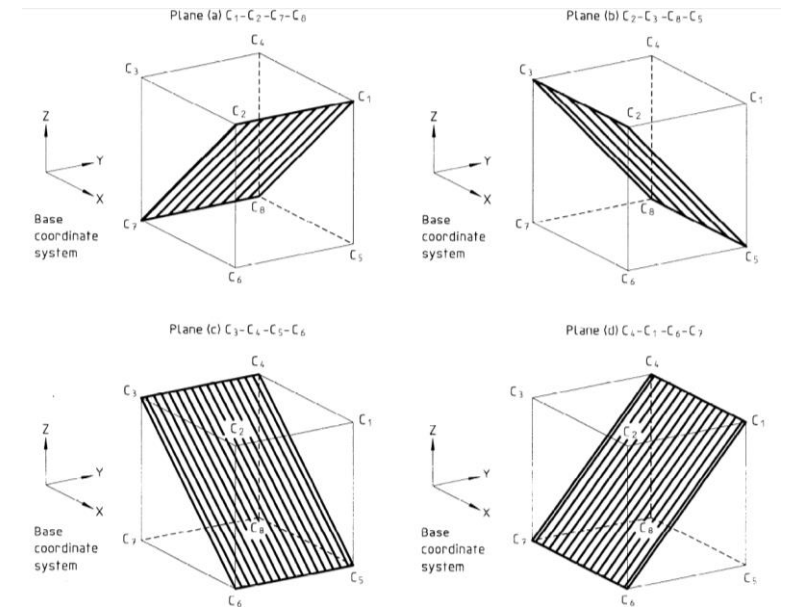 Plane (a) C₁-C₂-C₇-C₈
Plane (b) C₂-C₃-C₈-C₅
C₄
C₃
C₁
C₂
Z
Y
X
C₇
C₈
Base
coordinate
system
C₅
C₆
C₄
C₃
C₁
C₂
Z
Y
X
C₇
C₈
Base
coordinate
system
C₅
C₆
Plane (c) C₃-C₄-C₅-C₆
Plane (d) C₄-C₁-C₆-C₇
C₄
C₃
C₁
C₂
Z
Y
X
C₇
C₈
Base
coordinate
system
C₅
C₆
C₄
C₃
C₁
C₂
Z
Y
X
C₇
C₈
Base
coordinate
system
C₅
C₆